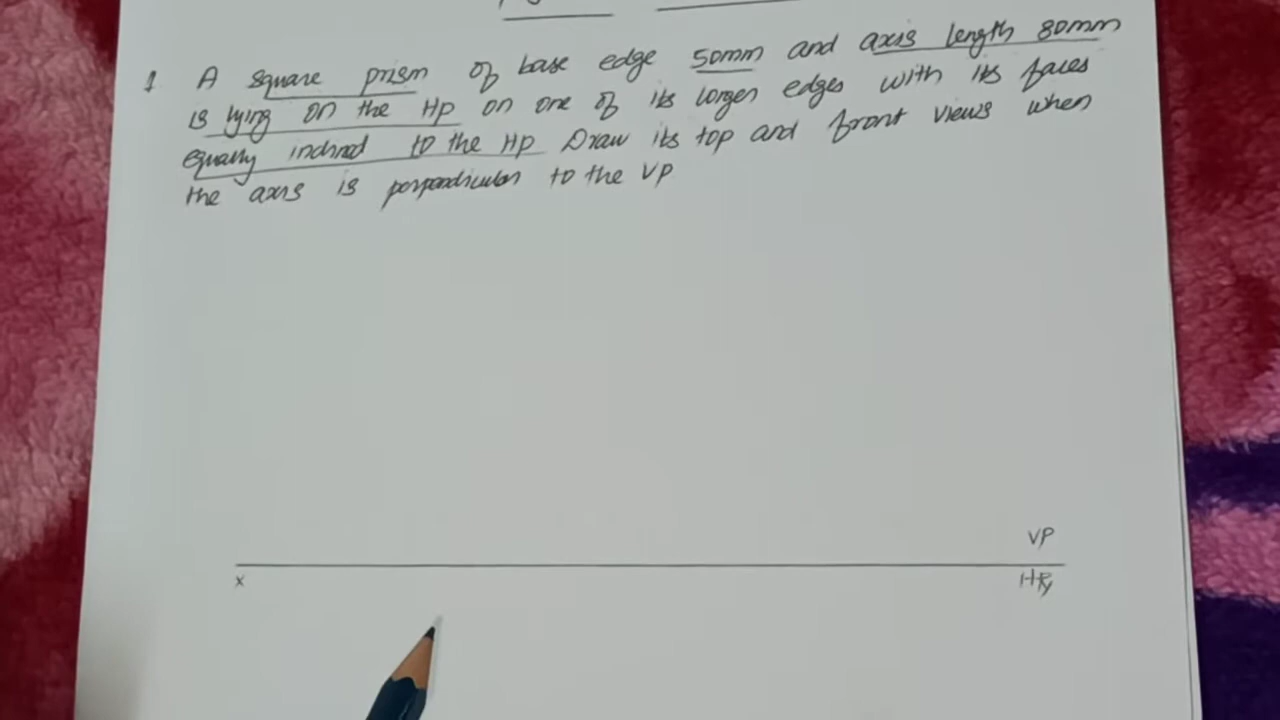 1 A square prism of base edge 50mm and axis length 80mm
is lying on the HP on one of its longer edges with its faces
equally inclined to the HP Draw its top and front views when
the axis is perpendicular to the VP
VP
x HP y